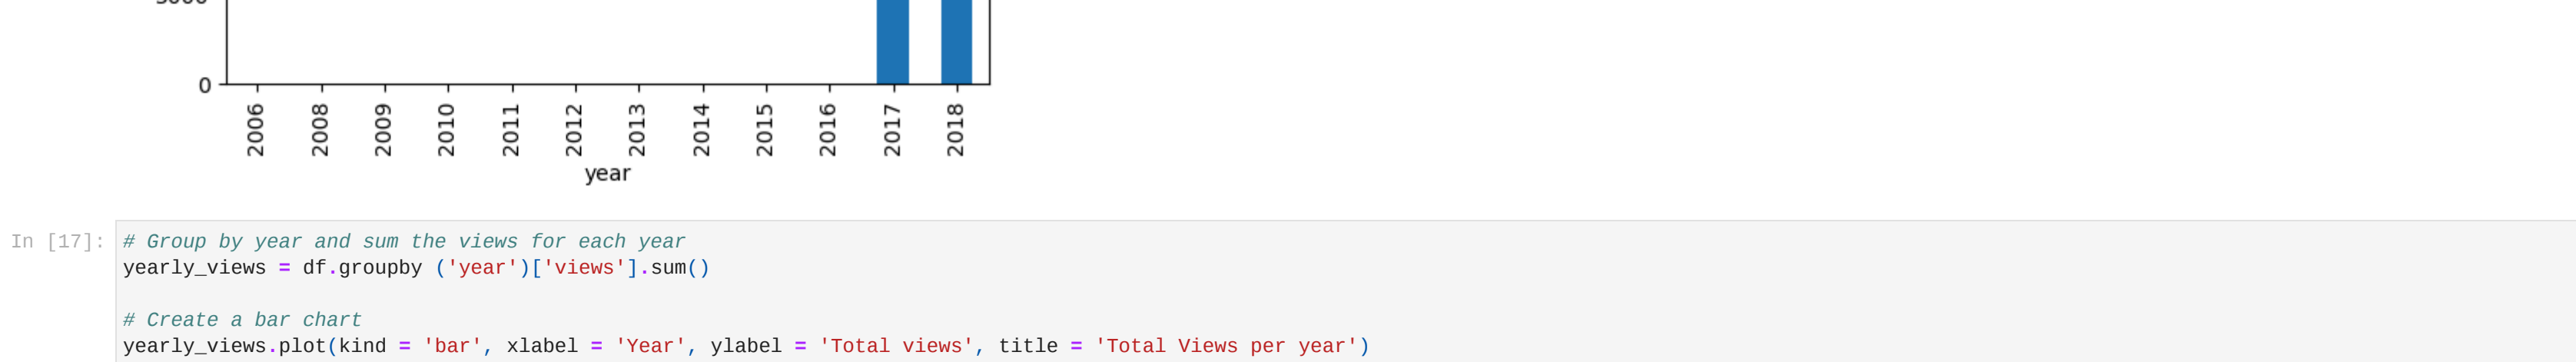 0
2006 2008 2009 2010 2011 2012 2013 2014 2015 2016 2017 2018
year
In [17]: # Group by year and sum the views for each year
yearly_views = df.groupby ('year')['views'].sum()
# Create a bar chart
yearly_views.plot(kind = 'bar', xlabel = 'Year', ylabel = 'Total views', title = 'Total Views per year')